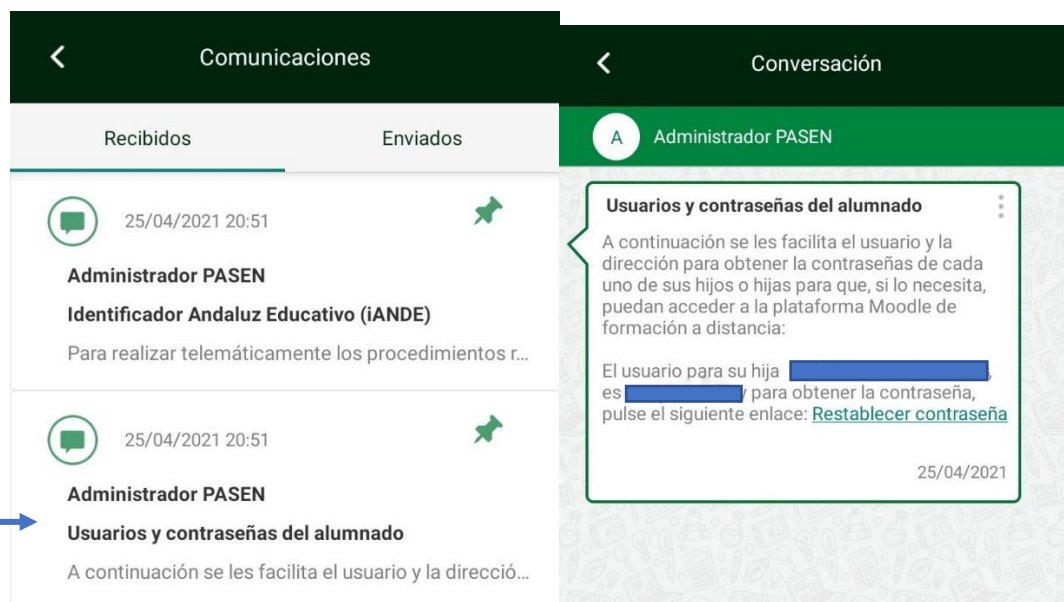 Comunicaciones
Recibidos Enviados
25/04/2021 20:51
Administrador PASEN
Identificador Andaluz Educativo (iANDE)
Para realizar telemáticamente los procedimientos r...
25/04/2021 20:51
Administrador PASEN
Usuarios y contraseñas del alumnado
A continuación se les facilita el usuario y la direcció...
Conversación
A Administrador PASEN
Usuarios y contraseñas del alumnado
A continuación se les facilita el usuario y la
dirección para obtener la contraseñas de cada
uno de sus hijos o hijas para que, si lo necesita,
puedan acceder a la plataforma Moodle de
formación a distancia:
El usuario para su hija ,
es y para obtener la contraseña,
pulse el siguiente enlace: Restablecer contraseña
25/04/2021